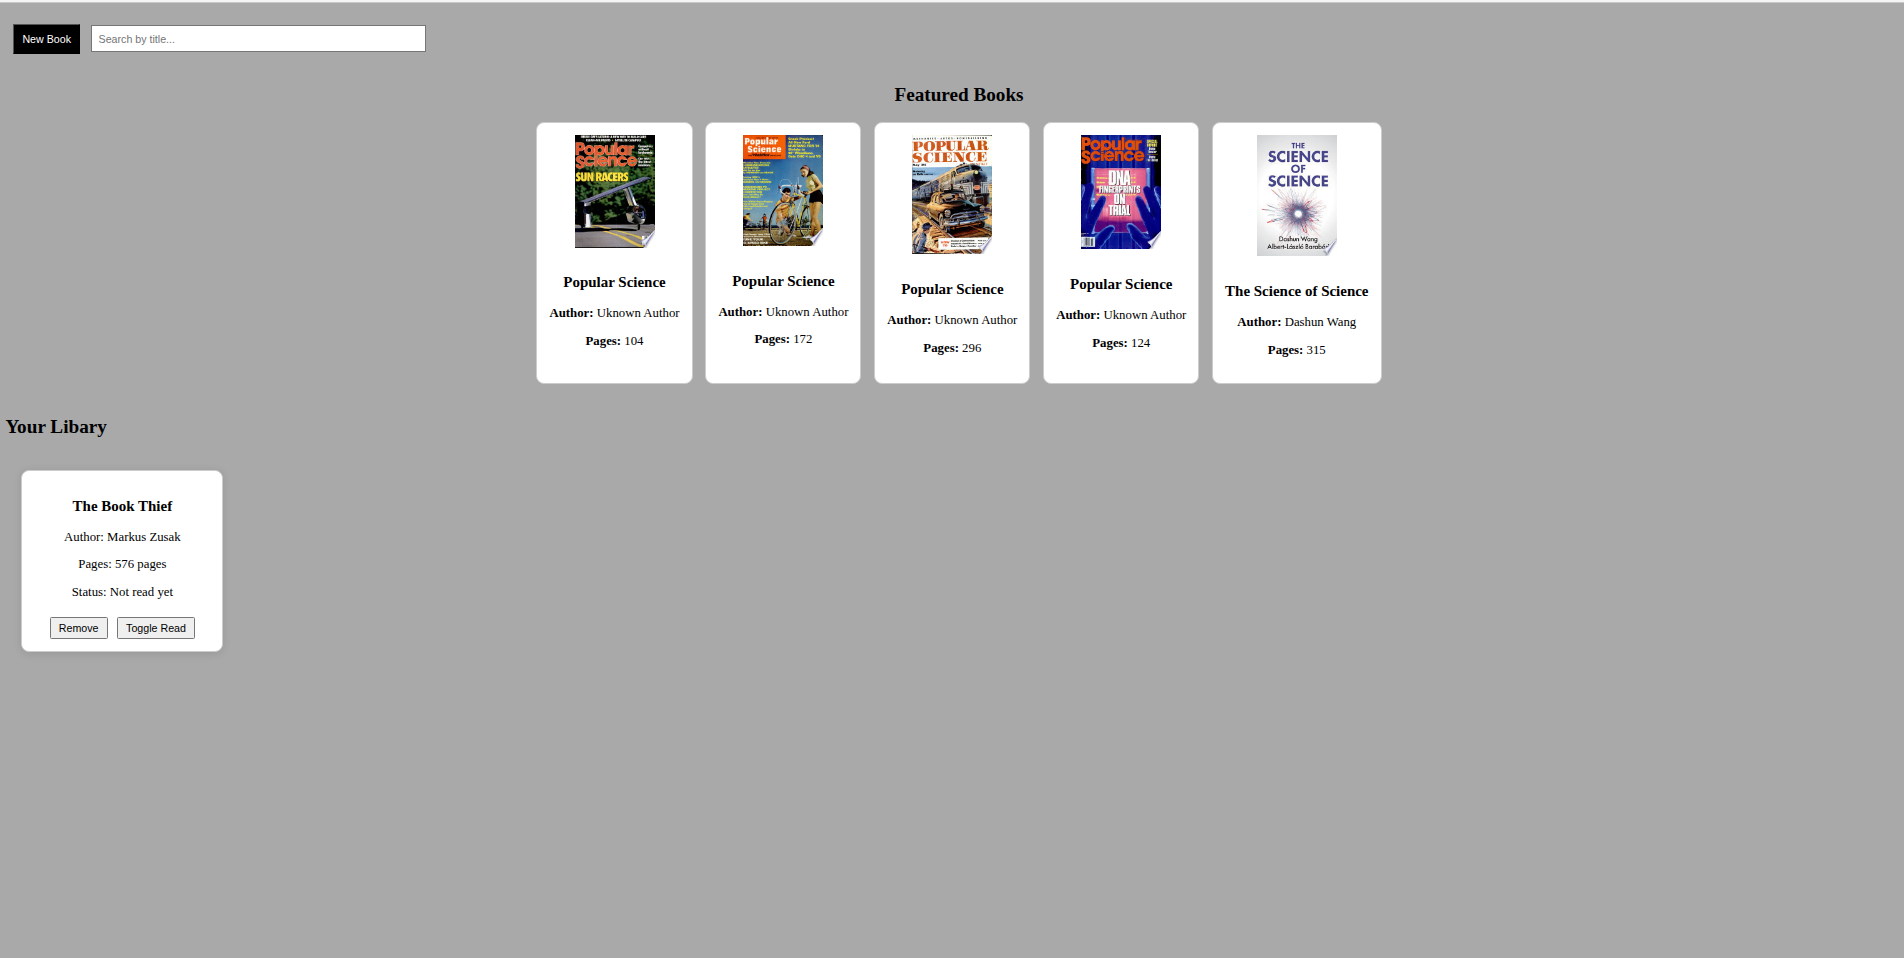 New Book Search by title...
Featured Books
Popular Science
SUN RACERS
Popular Science
Author: Uknown Author
Pages: 104
Popular Science
Popular Science
Author: Uknown Author
Pages: 172
POPULAR SCIENCE
Popular Science
Author: Uknown Author
Pages: 296
Popular Science
DNA
"FINGERPRINTS
ON
TRIAL
Popular Science
Author: Uknown Author
Pages: 124
THE
SCIENCE
OF
SCIENCE
Dashun Wang
The Science of Science
Author: Dashun Wang
Pages: 315
Your Libary
The Book Thief
Author: Markus Zusak
Pages: 576 pages
Status: Not read yet
Remove Toggle Read